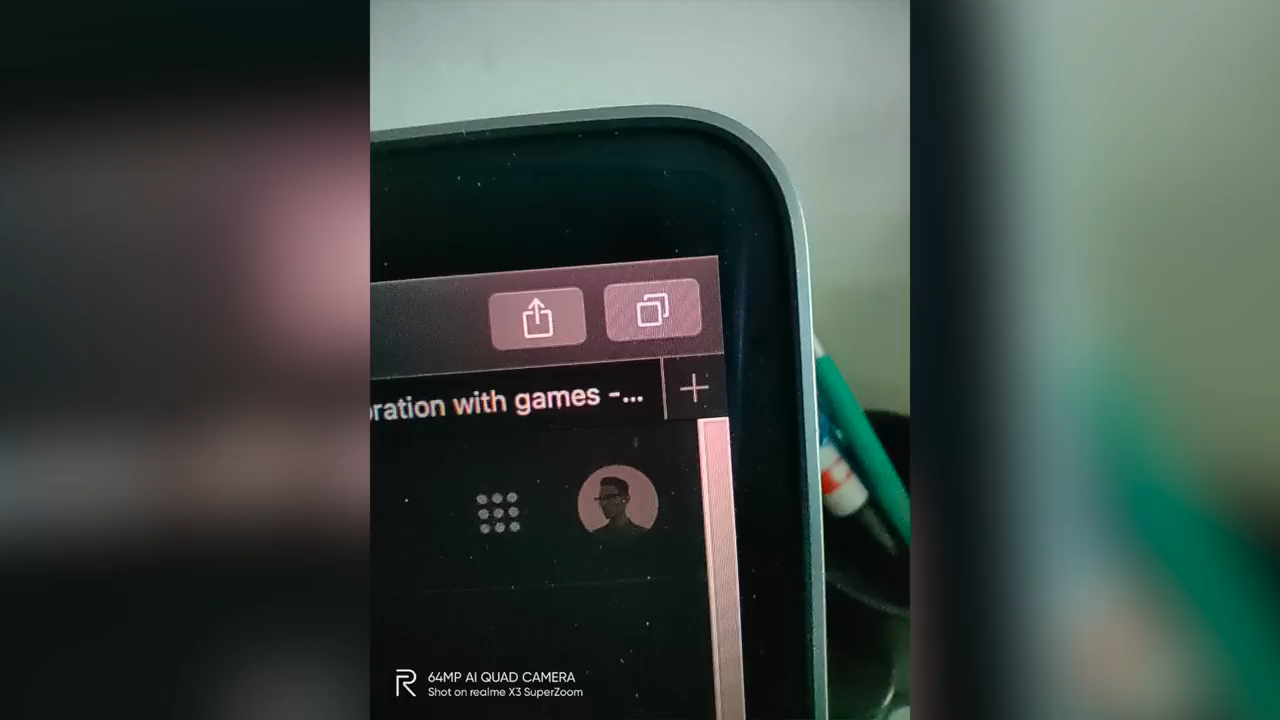 oration with games -...
64MP AI QUAD CAMERA
Shot on realme X3 SuperZoom